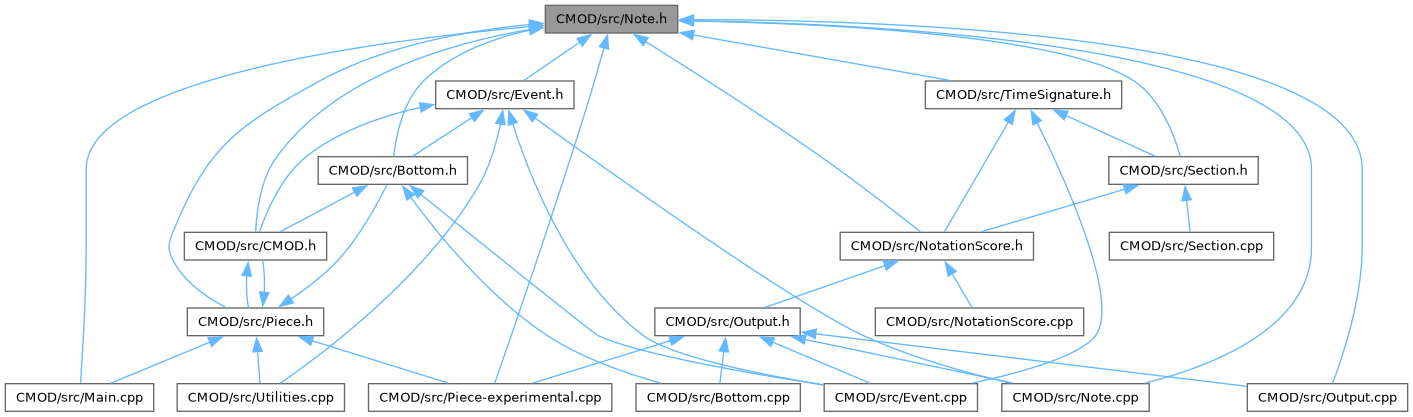 CMOD/src/Note.h
CMOD/src/Event.h
CMOD/src/TimeSignature.h
CMOD/src/Bottom.h
CMOD/src/Section.h
CMOD/src/CMOD.h
CMOD/src/NotationScore.h
CMOD/src/Section.cpp
CMOD/src/Piece.h
CMOD/src/Output.h
CMOD/src/NotationScore.cpp
CMOD/src/Main.cpp
CMOD/src/Utilities.cpp
CMOD/src/Piece-experimental.cpp
CMOD/src/Bottom.cpp
CMOD/src/Event.cpp
CMOD/src/Note.cpp
CMOD/src/Output.cpp